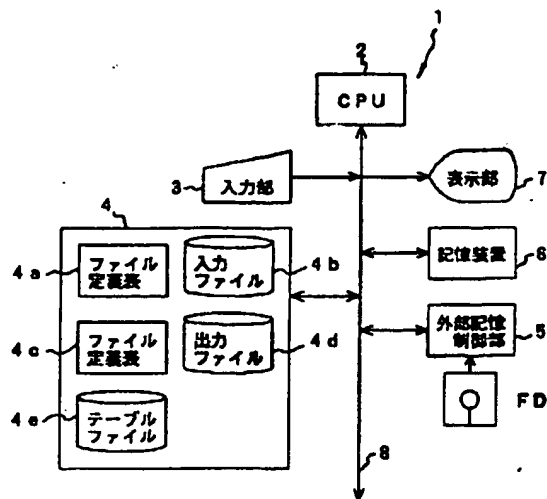 1
2
CPU
3
入力部
表示部
7
4
4a
ファイル
定義表
入力
ファイル
4b
記憶装置
6
4c
ファイル
定義表
出力
ファイル
4d
外部記憶
制御部
5
4e
テーブル
ファイル
FD
8